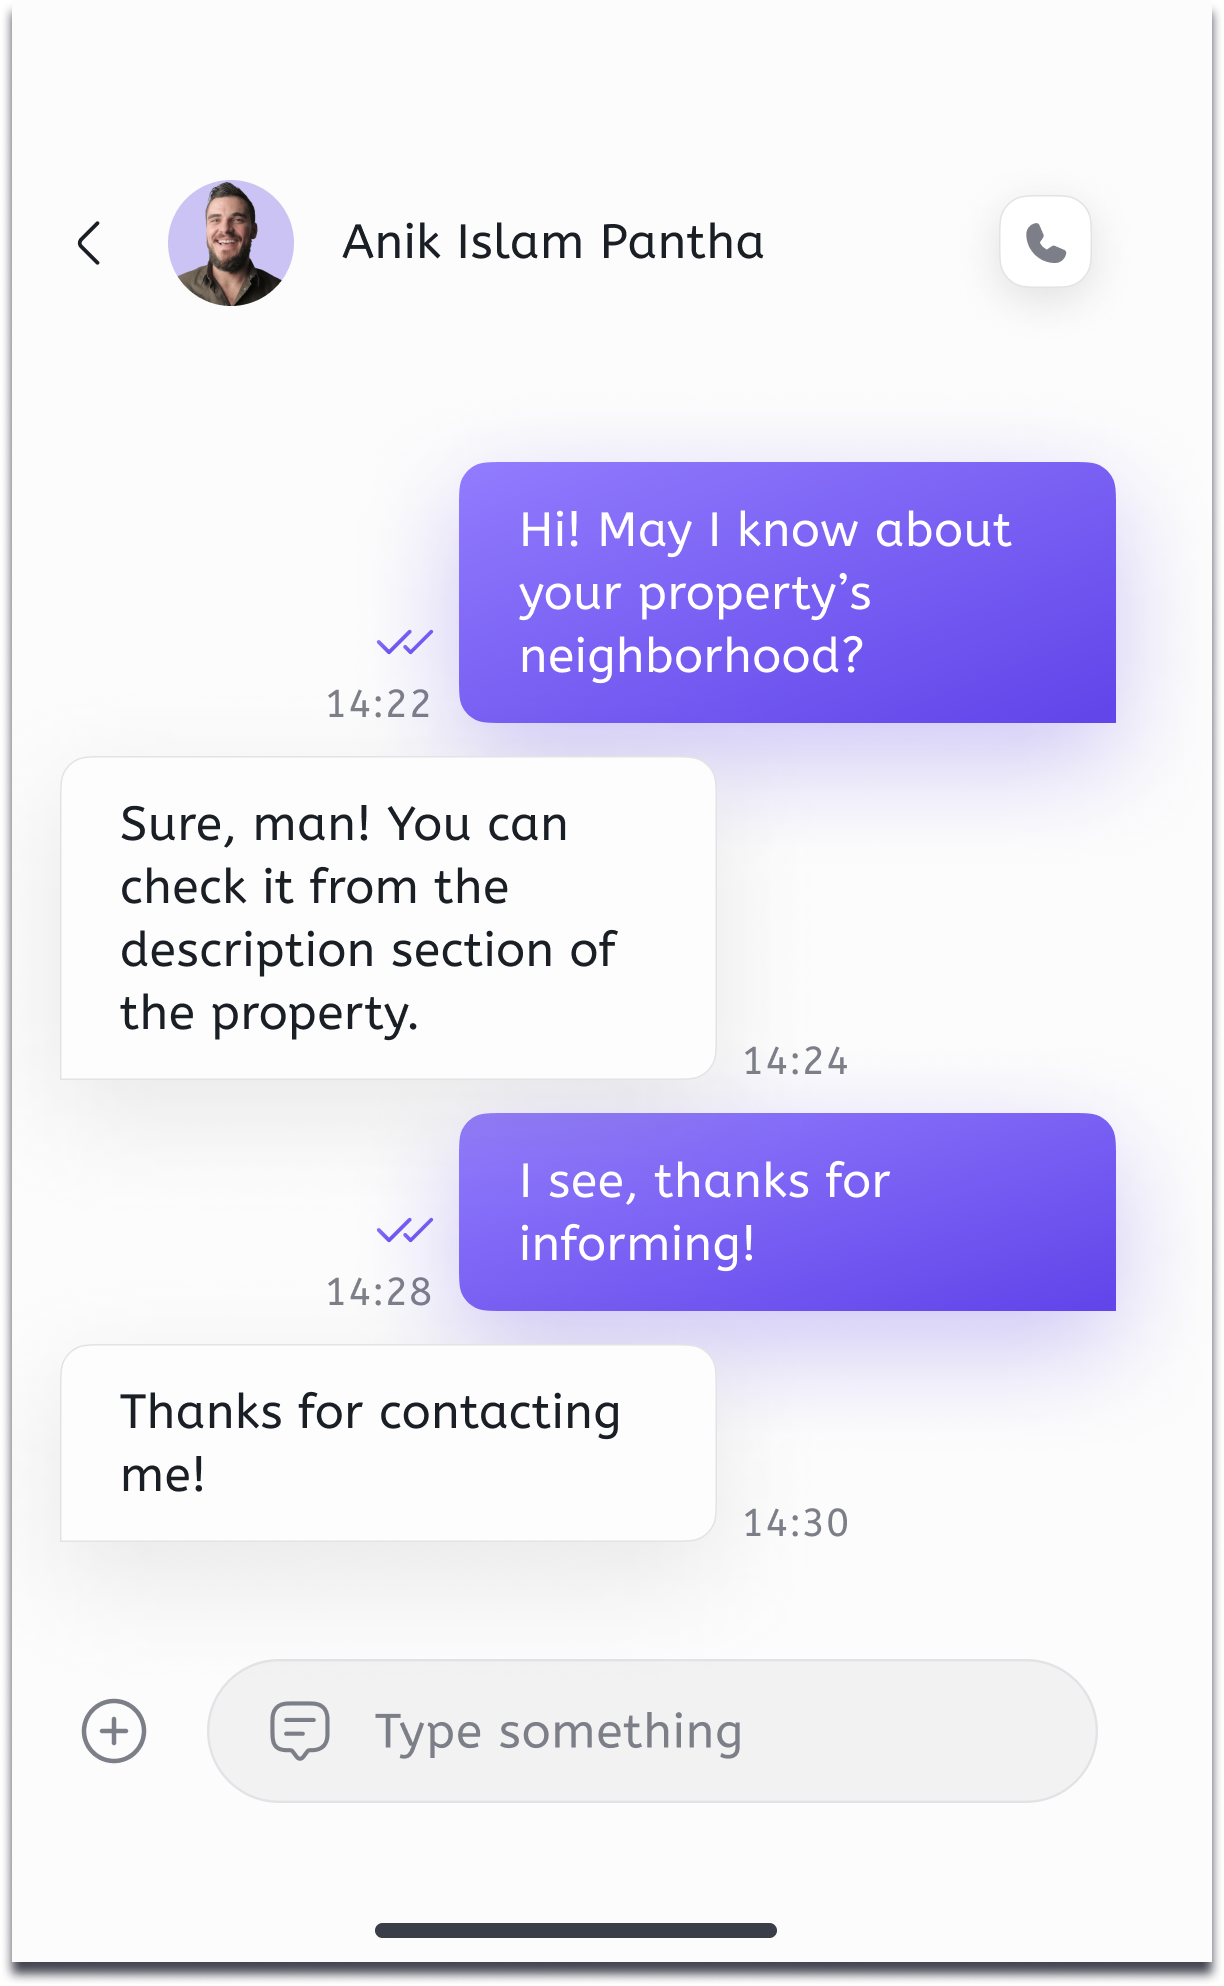 Anik Islam Pantha
Hi! May I know about
your property’s
neighborhood?
14:22
Sure, man! You can
check it from the
description section of
the property.
14:24
I see, thanks for
informing!
14:28
Thanks for contacting
me!
14:30
Type something